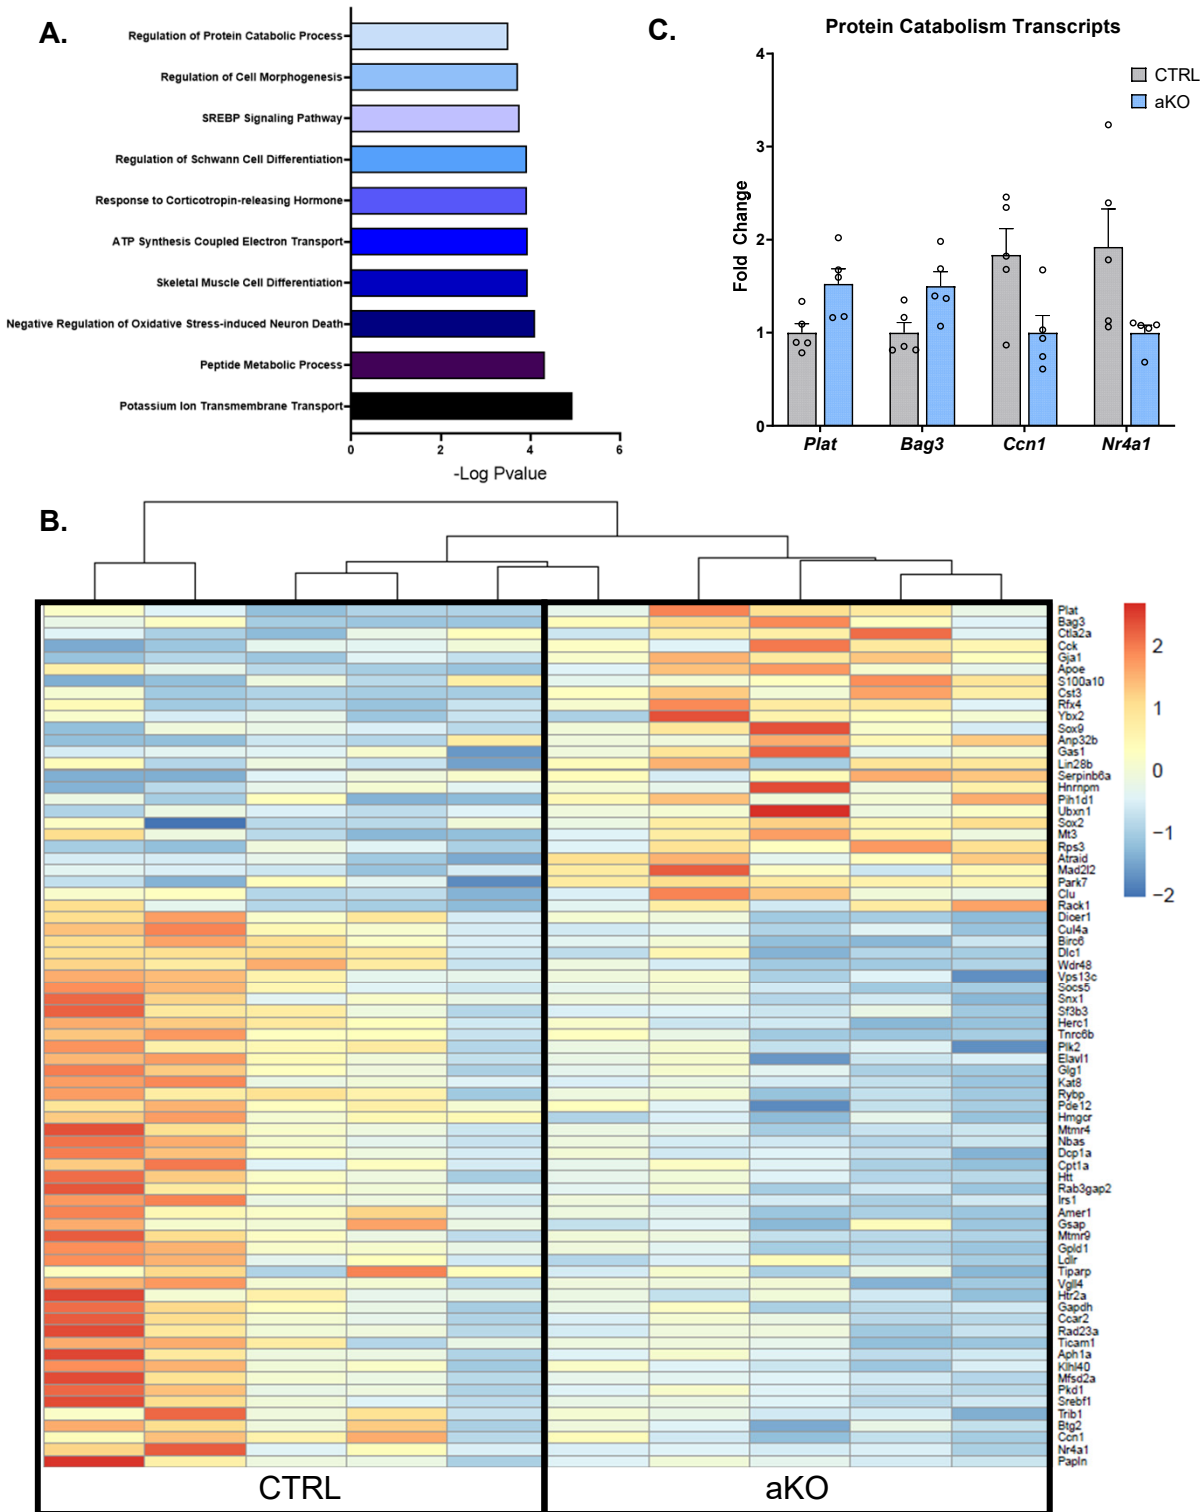 A.
Regulation of Protein Catabolic Process
Regulation of Cell Morphogenesis
SREBP Signaling Pathway
Regulation of Schwann Cell Differentiation
Response to Corticotropin-releasing Hormone
ATP Synthesis Coupled Electron Transport
Skeletal Muscle Cell Differentiation
Negative Regulation of Oxidative Stress-induced Neuron Death
Peptide Metabolic Process
Potassium Ion Transmembrane Transport
0 2 4 6
-Log Pvalue
C.
Protein Catabolism Transcripts
CTRL
aKO
Fold Change
4
3
2
1
0
Plat Bag3 Ccn1 Nr4a1
B.
Plat
Bag3
Ctla2a
Cck
Gja1
Apoe
S100a10
Cst3
Rfx4
Ybx2
Sox9
Anp32b
Gas1
Lin28b
Serpinb6a
Hnrnpm
Pih1d1
Ubxn1
Sox2
Mt3
Rps3
Atraid
Mad2l2
Park7
Clu
Rack1
Dicer1
Cul4a
Birc6
Dlc1
Wdr48
Vps13c
Socs5
Snx1
Sf3b3
Herc1
Tnrc6b
Plk2
Elavl1
Glg1
Kat8
Rybp
Pde12
Hmgcr
Mtmr4
Nbas
Dcp1a
Cpt1a
Htt
Rab3gap2
Irs1
Amer1
Gsap
Mtmr9
Gpld1
Ldlr
Tiparp
Vgll4
Htr2a
Gapdh
Ccar2
Rad23a
Ticam1
Aph1a
Klhl40
Mfsd2a
Pkd1
Srebf1
Trib1
Btg2
Ccn1
Nr4a1
Papln
2
1
0
−1
−2
CTRL
aKO